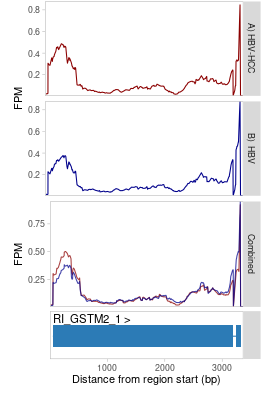 0.8
0.6
0.4
0.2
FPM
A) HBV-HCC
0.8
0.6
0.4
0.2
B) HBV
0.75
0.50
0.25
FPM
Combined
RI_GSTM2_1 >
1000 2000 3000
Distance from region start (bp)